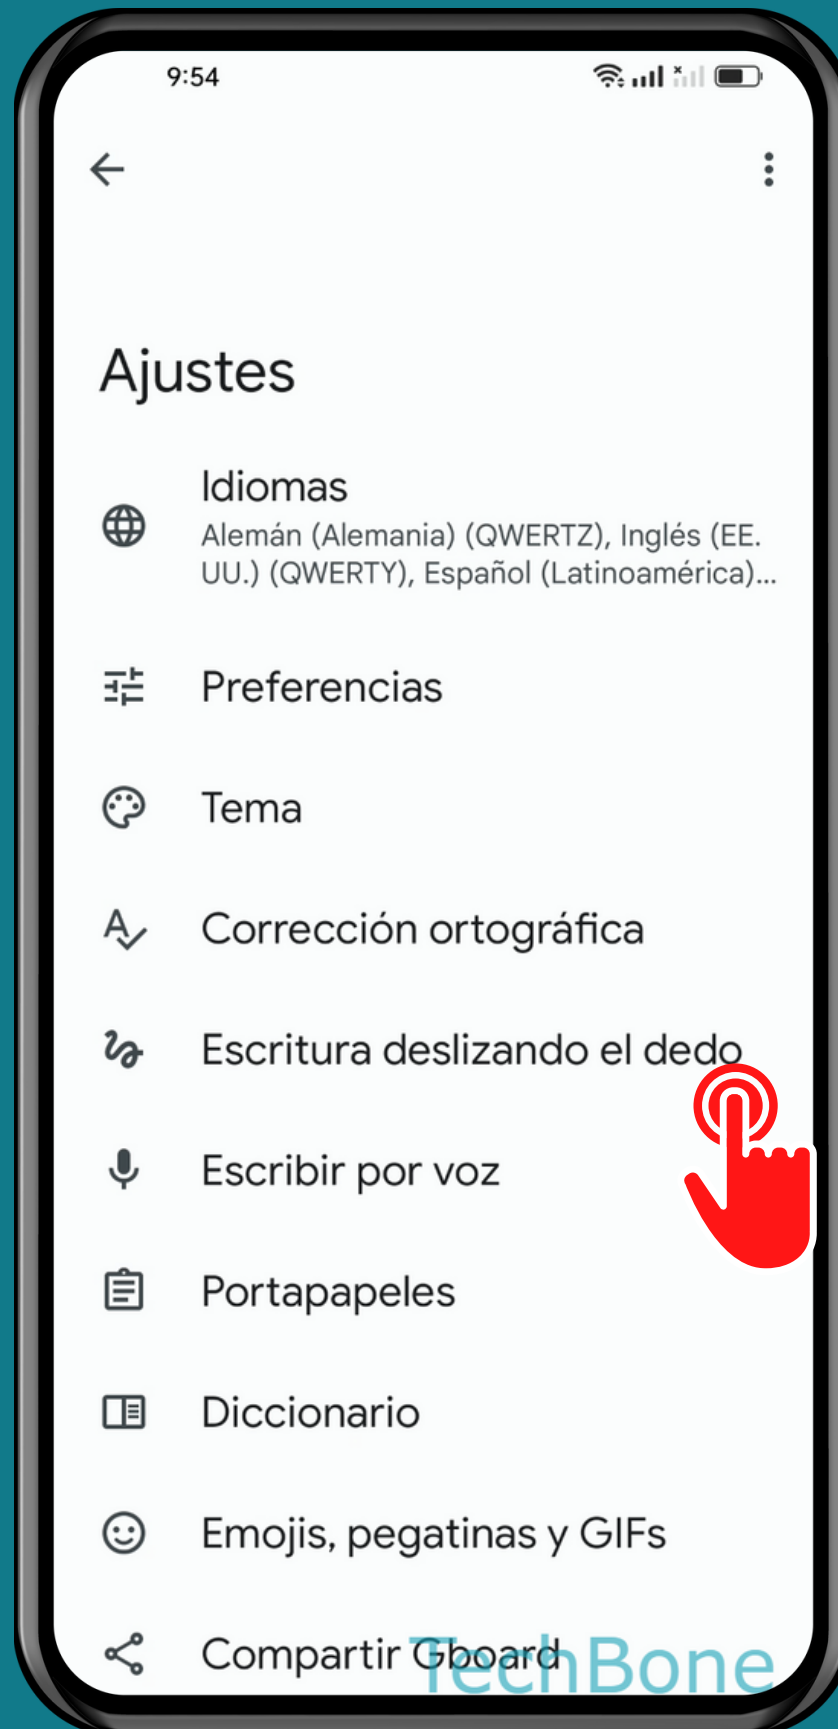 9:54
Ajustes
Idiomas
Alemán (Alemania) (QWERTZ), Inglés (EE.
UU.) (QWERTY), Español (Latinoamérica)...
Preferencias
Tema
Corrección ortográfica
Escritura deslizando el dedo
Escribir por voz
Portapapeles
Diccionario
Emojis, pegatinas y GIFs
Compartir Gboard
TechBone